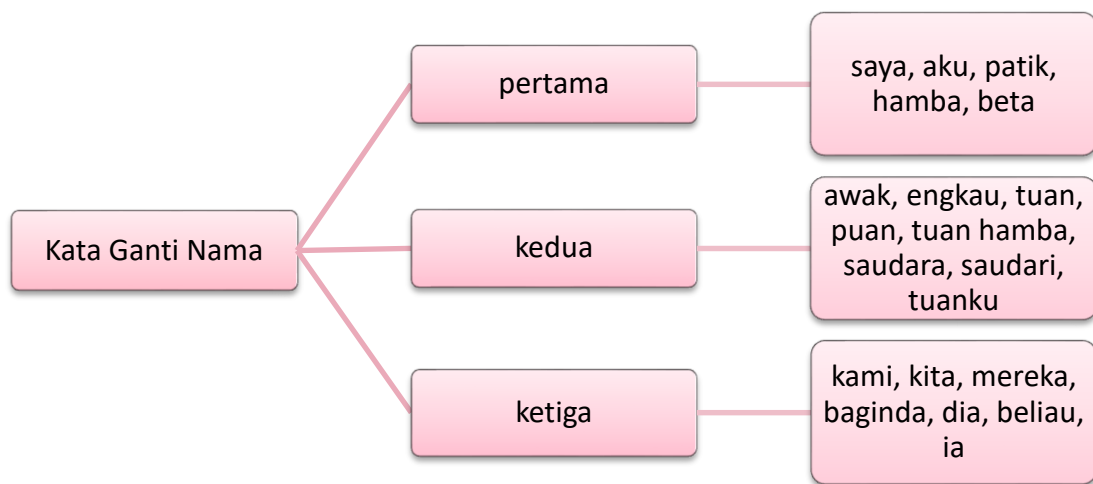 Kata Ganti Nama
pertama
saya, aku, patik,
hamba, beta
kedua
awak, engkau, tuan,
puan, tuan hamba,
saudara, saudari,
tuanku
ketiga
kami, kita, mereka,
baginda, dia, beliau,
ia